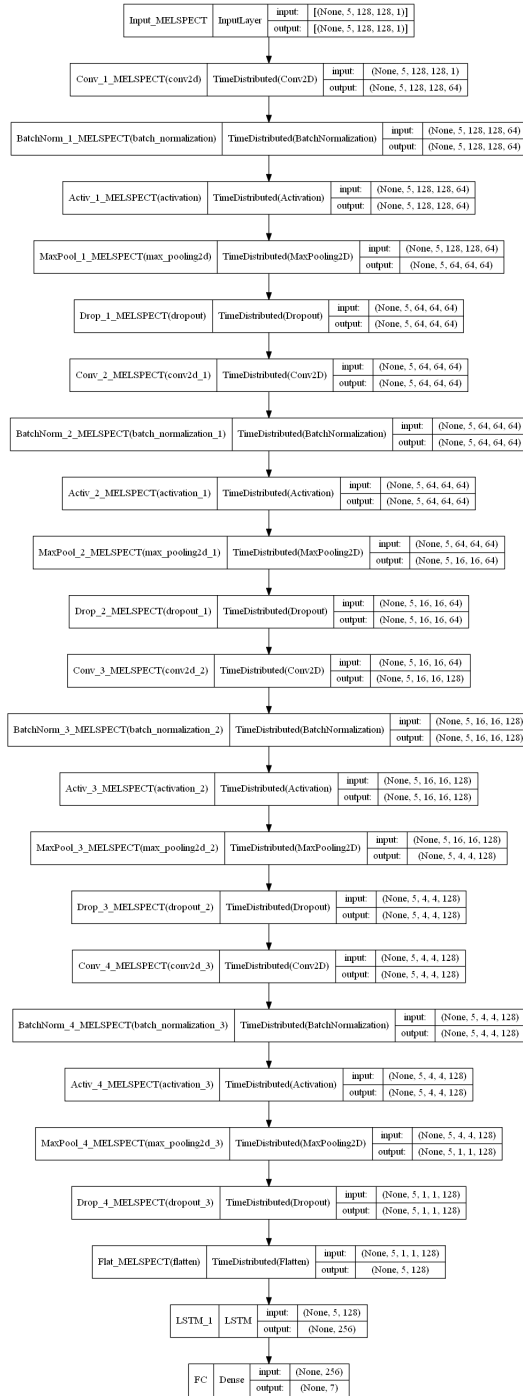 Input_MELSPECT InputLayer input: [(None, 5, 128, 128, 1)]
output: [(None, 5, 128, 128, 1)]
Conv_1_MELSPECT(conv2d) TimeDistributed(Conv2D) input: (None, 5, 128, 128, 1)
output: (None, 5, 128, 128, 64)
BatchNorm_1_MELSPECT(batch_normalization) TimeDistributed(BatchNormalization) input: (None, 5, 128, 128, 64)
output: (None, 5, 128, 128, 64)
Activ_1_MELSPECT(activation) TimeDistributed(Activation) input: (None, 5, 128, 128, 64)
output: (None, 5, 128, 128, 64)
MaxPool_1_MELSPECT(max_pooling2d) TimeDistributed(MaxPooling2D) input: (None, 5, 128, 128, 64)
output: (None, 5, 64, 64, 64)
Drop_1_MELSPECT(dropout) TimeDistributed(Dropout) input: (None, 5, 64, 64, 64)
output: (None, 5, 64, 64, 64)
Conv_2_MELSPECT(conv2d_1) TimeDistributed(Conv2D) input: (None, 5, 64, 64, 64)
output: (None, 5, 64, 64, 64)
BatchNorm_2_MELSPECT(batch_normalization_1) TimeDistributed(BatchNormalization) input: (None, 5, 64, 64, 64)
output: (None, 5, 64, 64, 64)
Activ_2_MELSPECT(activation_1) TimeDistributed(Activation) input: (None, 5, 64, 64, 64)
output: (None, 5, 64, 64, 64)
MaxPool_2_MELSPECT(max_pooling2d_1) TimeDistributed(MaxPooling2D) input: (None, 5, 64, 64, 64)
output: (None, 5, 16, 16, 64)
Drop_2_MELSPECT(dropout_1) TimeDistributed(Dropout) input: (None, 5, 16, 16, 64)
output: (None, 5, 16, 16, 64)
Conv_3_MELSPECT(conv2d_2) TimeDistributed(Conv2D) input: (None, 5, 16, 16, 64)
output: (None, 5, 16, 16, 128)
BatchNorm_3_MELSPECT(batch_normalization_2) TimeDistributed(BatchNormalization) input: (None, 5, 16, 16, 128)
output: (None, 5, 16, 16, 128)
Activ_3_MELSPECT(activation_2) TimeDistributed(Activation) input: (None, 5, 16, 16, 128)
output: (None, 5, 16, 16, 128)
MaxPool_3_MELSPECT(max_pooling2d_2) TimeDistributed(MaxPooling2D) input: (None, 5, 16, 16, 128)
output: (None, 5, 4, 4, 128)
Drop_3_MELSPECT(dropout_2) TimeDistributed(Dropout) input: (None, 5, 4, 4, 128)
output: (None, 5, 4, 4, 128)
Conv_4_MELSPECT(conv2d_3) TimeDistributed(Conv2D) input: (None, 5, 4, 4, 128)
output: (None, 5, 4, 4, 128)
BatchNorm_4_MELSPECT(batch_normalization_3) TimeDistributed(BatchNormalization) input: (None, 5, 4, 4, 128)
output: (None, 5, 4, 4, 128)
Activ_4_MELSPECT(activation_3) TimeDistributed(Activation) input: (None, 5, 4, 4, 128)
output: (None, 5, 4, 4, 128)
MaxPool_4_MELSPECT(max_pooling2d_3) TimeDistributed(MaxPooling2D) input: (None, 5, 4, 4, 128)
output: (None, 5, 1, 1, 128)
Drop_4_MELSPECT(dropout_3) TimeDistributed(Dropout) input: (None, 5, 1, 1, 128)
output: (None, 5, 1, 1, 128)
Flat_MELSPECT(flatten) TimeDistributed(Flatten) input: (None, 5, 1, 1, 128)
output: (None, 5, 128)
LSTM_1 LSTM input: (None, 5, 128)
output: (None, 256)
FC Dense input: (None, 256)
output: (None, 7)